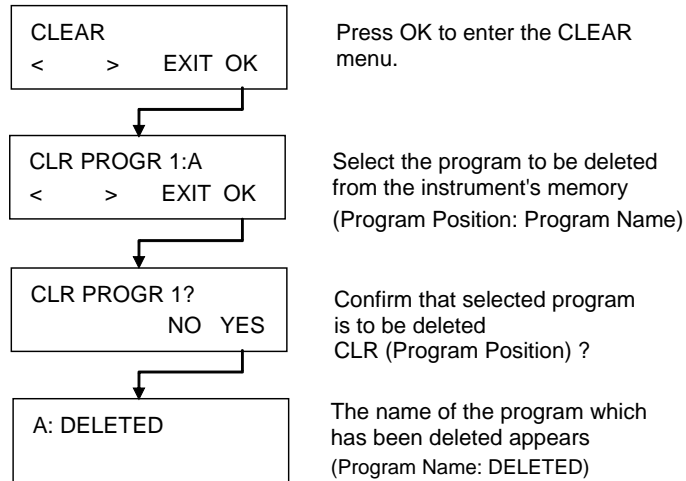 CLEAR
< > EXIT OK
Press OK to enter the CLEAR
menu.
CLR PROGR 1:A
< > EXIT OK
Select the program to be deleted
from the instrument's memory
(Program Position: Program Name)
CLR PROGR 1?
NO YES
Confirm that selected program
is to be deleted
CLR (Program Position) ?
A: DELETED
The name of the program which
has been deleted appears
(Program Name: DELETED)